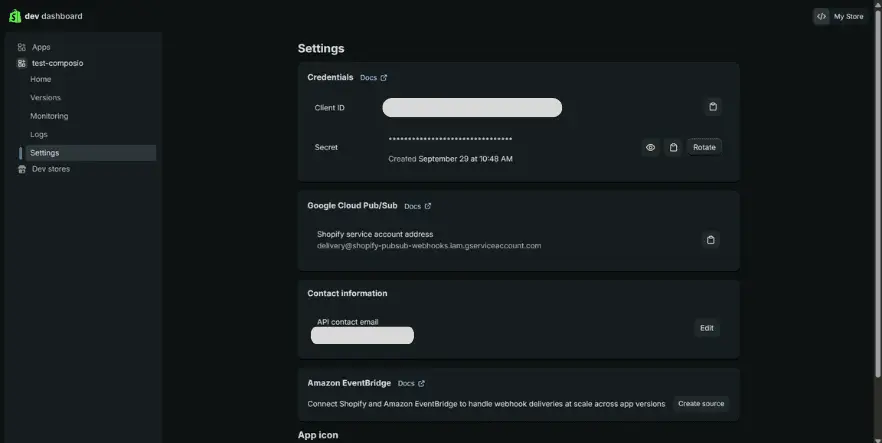 dev dashboard
My Store
Apps
test-composio
Home
Versions
Monitoring
Logs
Settings
Dev stores
Settings
Credentials Docs
Client ID
Secret ********************************
Created September 29 at 10:48 AM
Rotate
Google Cloud Pub/Sub Docs
Shopify service account address
delivery@shopify-pubsub-webhooks.iam.gserviceaccount.com
Contact information
API contact email
Edit
Amazon EventBridge Docs
Connect Shopify and Amazon EventBridge to handle webhook deliveries at scale across app versions
Create source
App icon